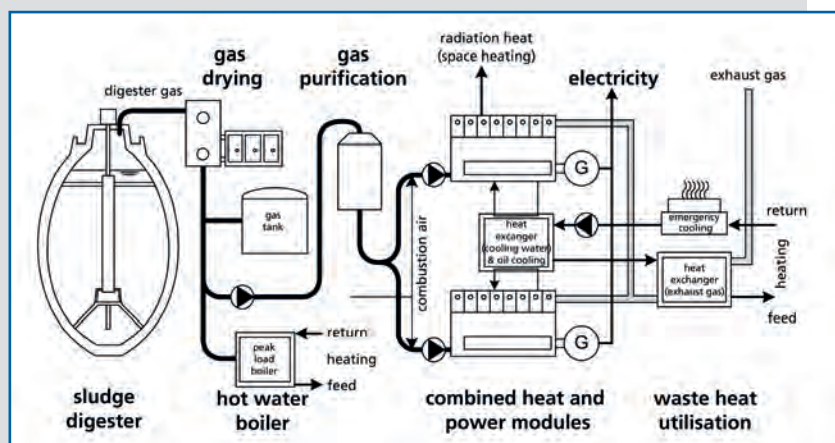 gas
drying
gas
purification
radiation heat
(space heating)
electricity
exhaust gas
digester gas
gas
tank
combustion air
G
heat
excanger
(cooling water)
& oil cooling
emergency
cooling
return
heating
feed
heat
exchanger
(exhaust gas)
G
peak
load
boiler
return
heating
feed
sludge
digester
hot water
boiler
combined heat and
power modules
waste heat
utilisation